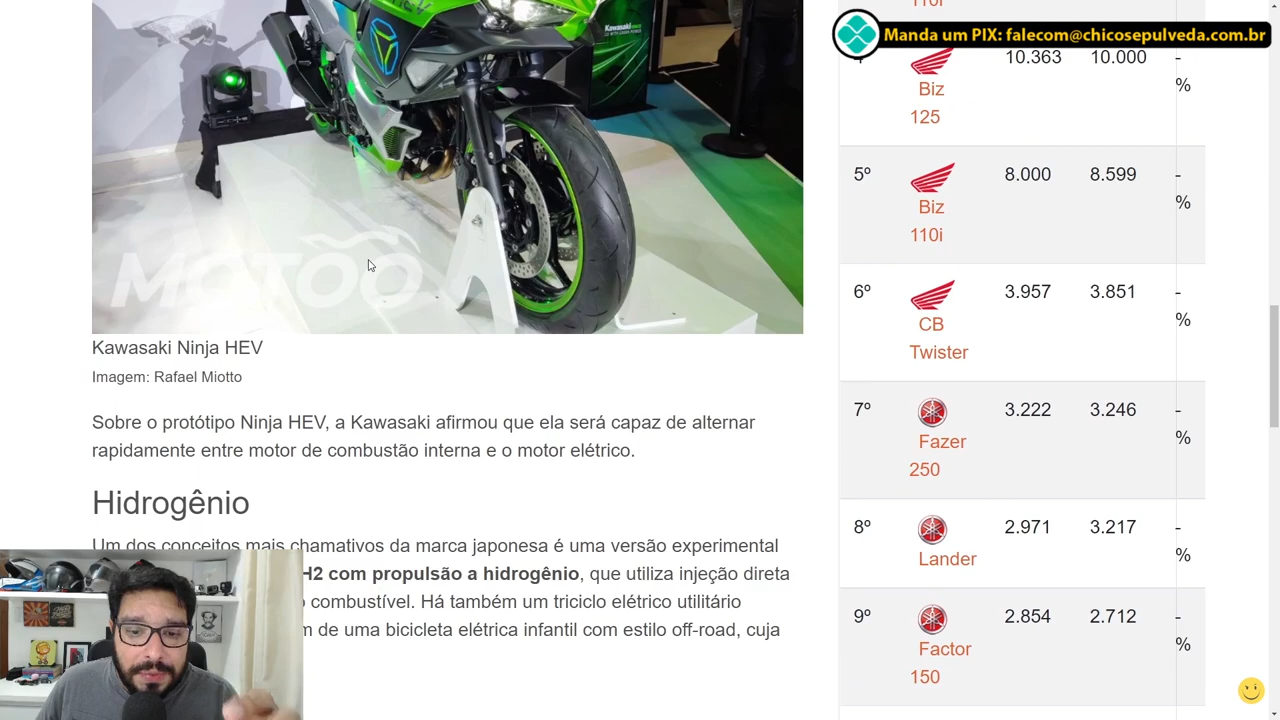 110i
Manda um PIX: falecom@chicosepulveda.com.br
10.363 10.000 -
Biz %
125
Kawasaki
MOTOO
5º 8.000 8.599 -
Biz %
110i
6º 3.957 3.851 -
CB %
Twister
7º 3.222 3.246 -
Fazer %
250
8º 2.971 3.217 -
Lander %
9º 2.854 2.712 -
Factor %
150
Kawasaki Ninja HEV
Imagem: Rafael Miotto
Sobre o protótipo Ninja HEV, a Kawasaki afirmou que ela será capaz de alternar
rapidamente entre motor de combustão interna e o motor elétrico.
Hidrogênio
Um dos conceitos mais chamativos da marca japonesa é uma versão experimental
H2 com propulsão a hidrogênio, que utiliza injeção direta
combustível. Há também um triciclo elétrico utilitário
de uma bicicleta elétrica infantil com estilo off-road, cuja